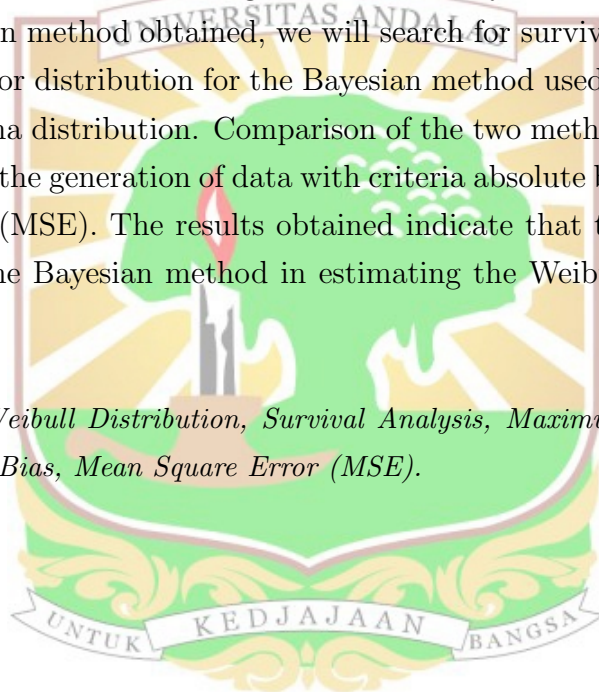 UNIVERSITAS ANDALAS
n method obtained, we will search for surviv
or distribution for the Bayesian method used
na distribution. Comparison of the two meth
the generation of data with criteria absolute b
(MSE). The results obtained indicate that t
ne Bayesian method in estimating the Weib
Veibull Distribution, Survival Analysis, Maximu
Bias, Mean Square Error (MSE).
UNTUK KEDJAJAAN BANGSA